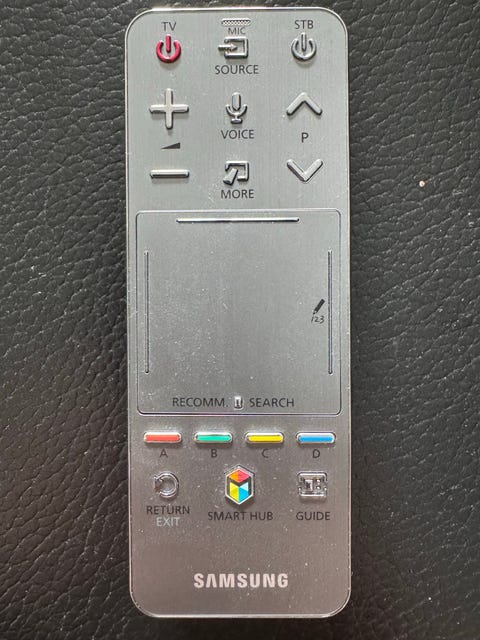 TV
MIC
STB
SOURCE
VOICE
P
MORE
123
RECOMM. SEARCH
A B C D
RETURN
EXIT
SMART HUB
GUIDE
SAMSUNG